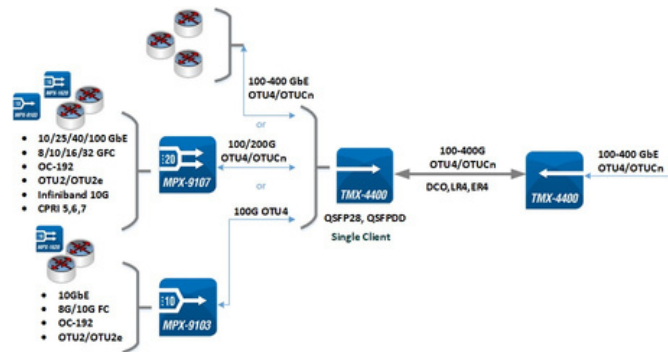 100-400 GbE
OTU4/OTUCn
or
10/25/40/100 GbE
8/10/16/32 GFC
OC-192
OTU2/OTU2e
Infiniband 10G
CPRI 5,6,7
20
MPX-9107
100/200G
OTU4/OTUCn
or
100G OTU4
TMX-4400
QSFP28, QSFPDD
Single Client
100-400G
OTU4/OTUCn
DCO,LR4,ER4
TMX-4400
100-400 GbE
OTU4/OTUCn
10GbE
8G/10G FC
OC-192
OTU2/OTU2e
10
MPX-9103